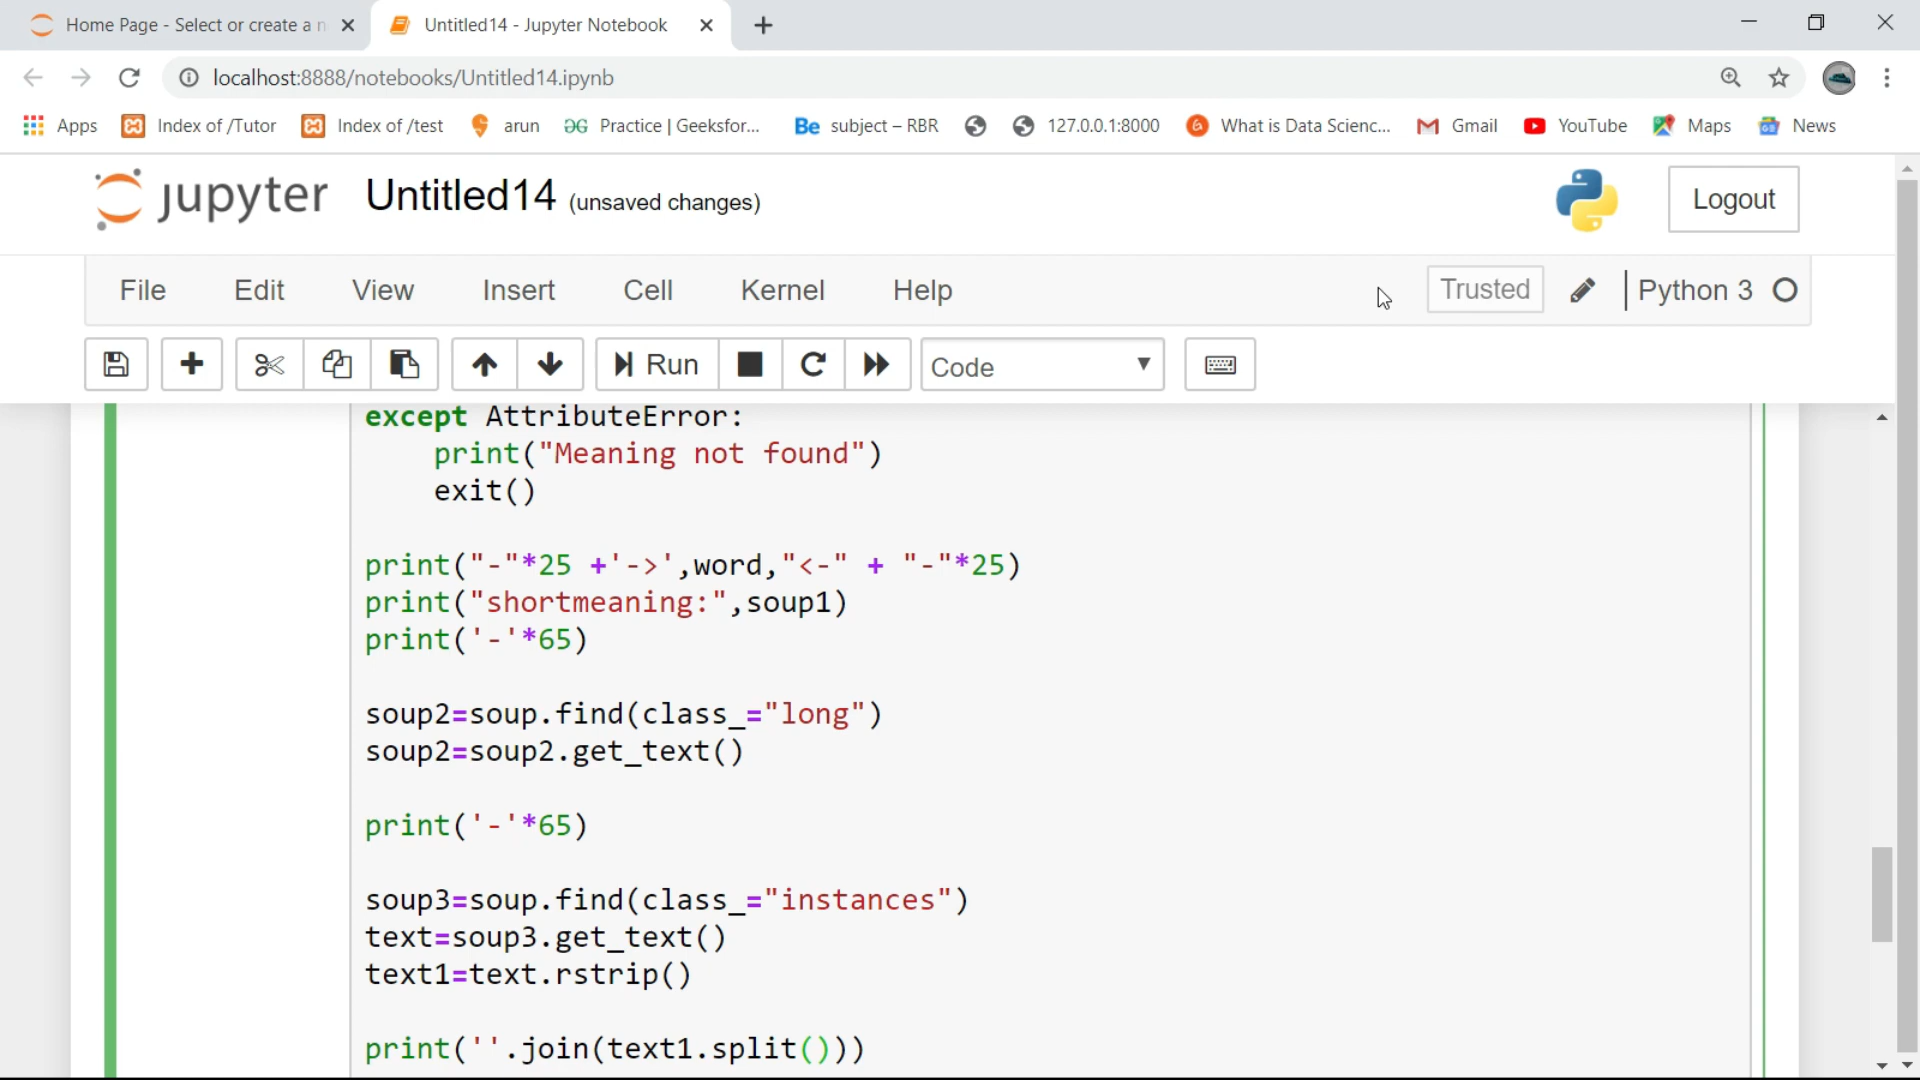 Home Page - Select or create a n
Untitled14 - Jupyter Notebook
localhost:8888/notebooks/Untitled14.ipynb
Apps
Index of /Tutor
Index of /test
arun
Practice | Geeksfor...
Be subject – RBR
127.0.0.1:8000
What is Data Scienc...
Gmail
YouTube
Maps
News
jupyter Untitled14 (unsaved changes)
Logout
File Edit View Insert Cell Kernel Help
Trusted
Python 3
Run
Code
except AttributeError:
    print("Meaning not found")
    exit()
print("-"*25 +'->',word,"<-" + "-"*25)
print("shortmeaning:",soup1)
print('-'*65)
soup2=soup.find(class_="long")
soup2=soup2.get_text()
print('-'*65)
soup3=soup.find(class_="instances")
text=soup3.get_text()
text1=text.rstrip()
print(''.join(text1.split()))